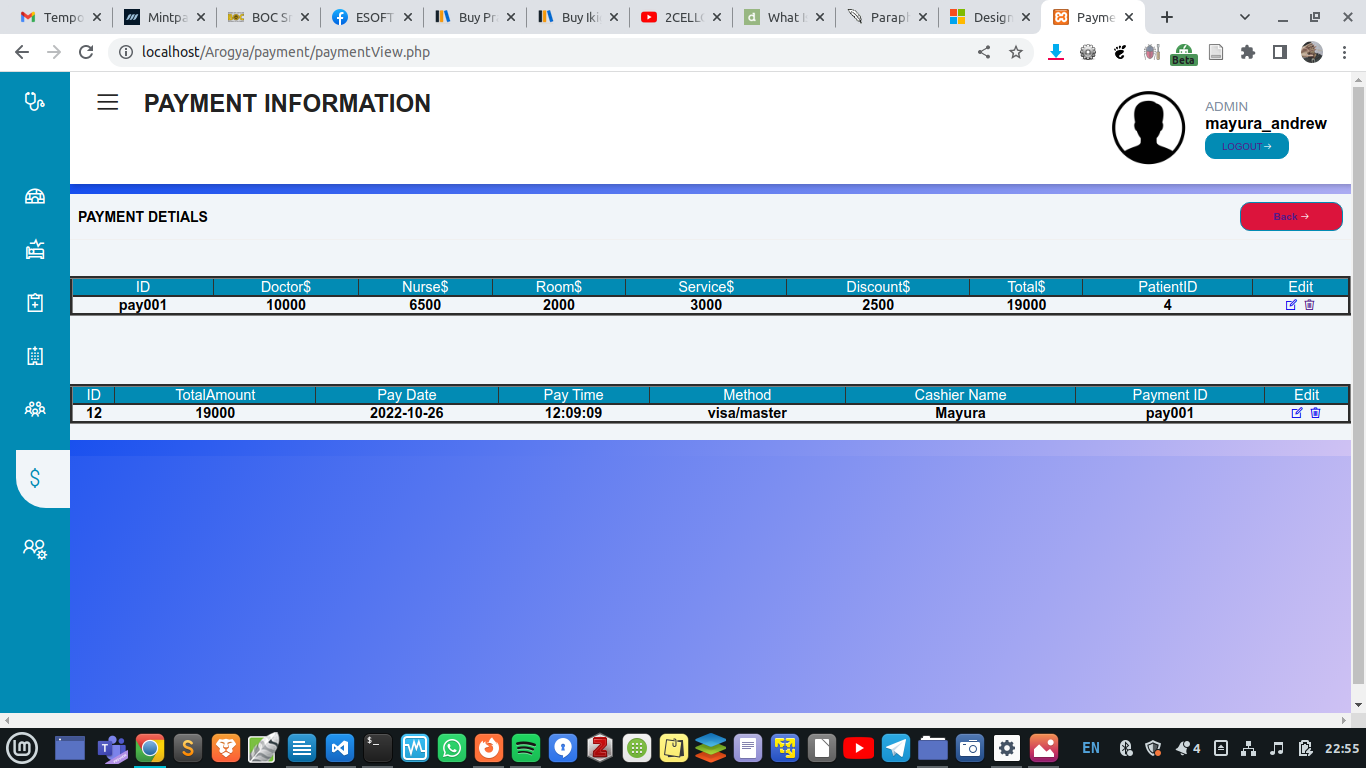 Tempo
Mintpa
BOC Sm
ESOFT
Buy Pr
Buy Iki
2CELLO
What I
Paraph
Design
Payme
localhost/Arogya/payment/paymentView.php
Beta
PAYMENT INFORMATION
ADMIN
mayura_andrew
LOGOUT→
PAYMENT DETIALS
Back →
ID Doctor$ Nurse$ Room$ Service$ Discount$ Total$ PatientID Edit
pay001 10000 6500 2000 3000 2500 19000 4
ID TotalAmount Pay Date Pay Time Method Cashier Name Payment ID Edit
12 19000 2022-10-26 12:09:09 visa/master Mayura pay001
EN 4 22:55